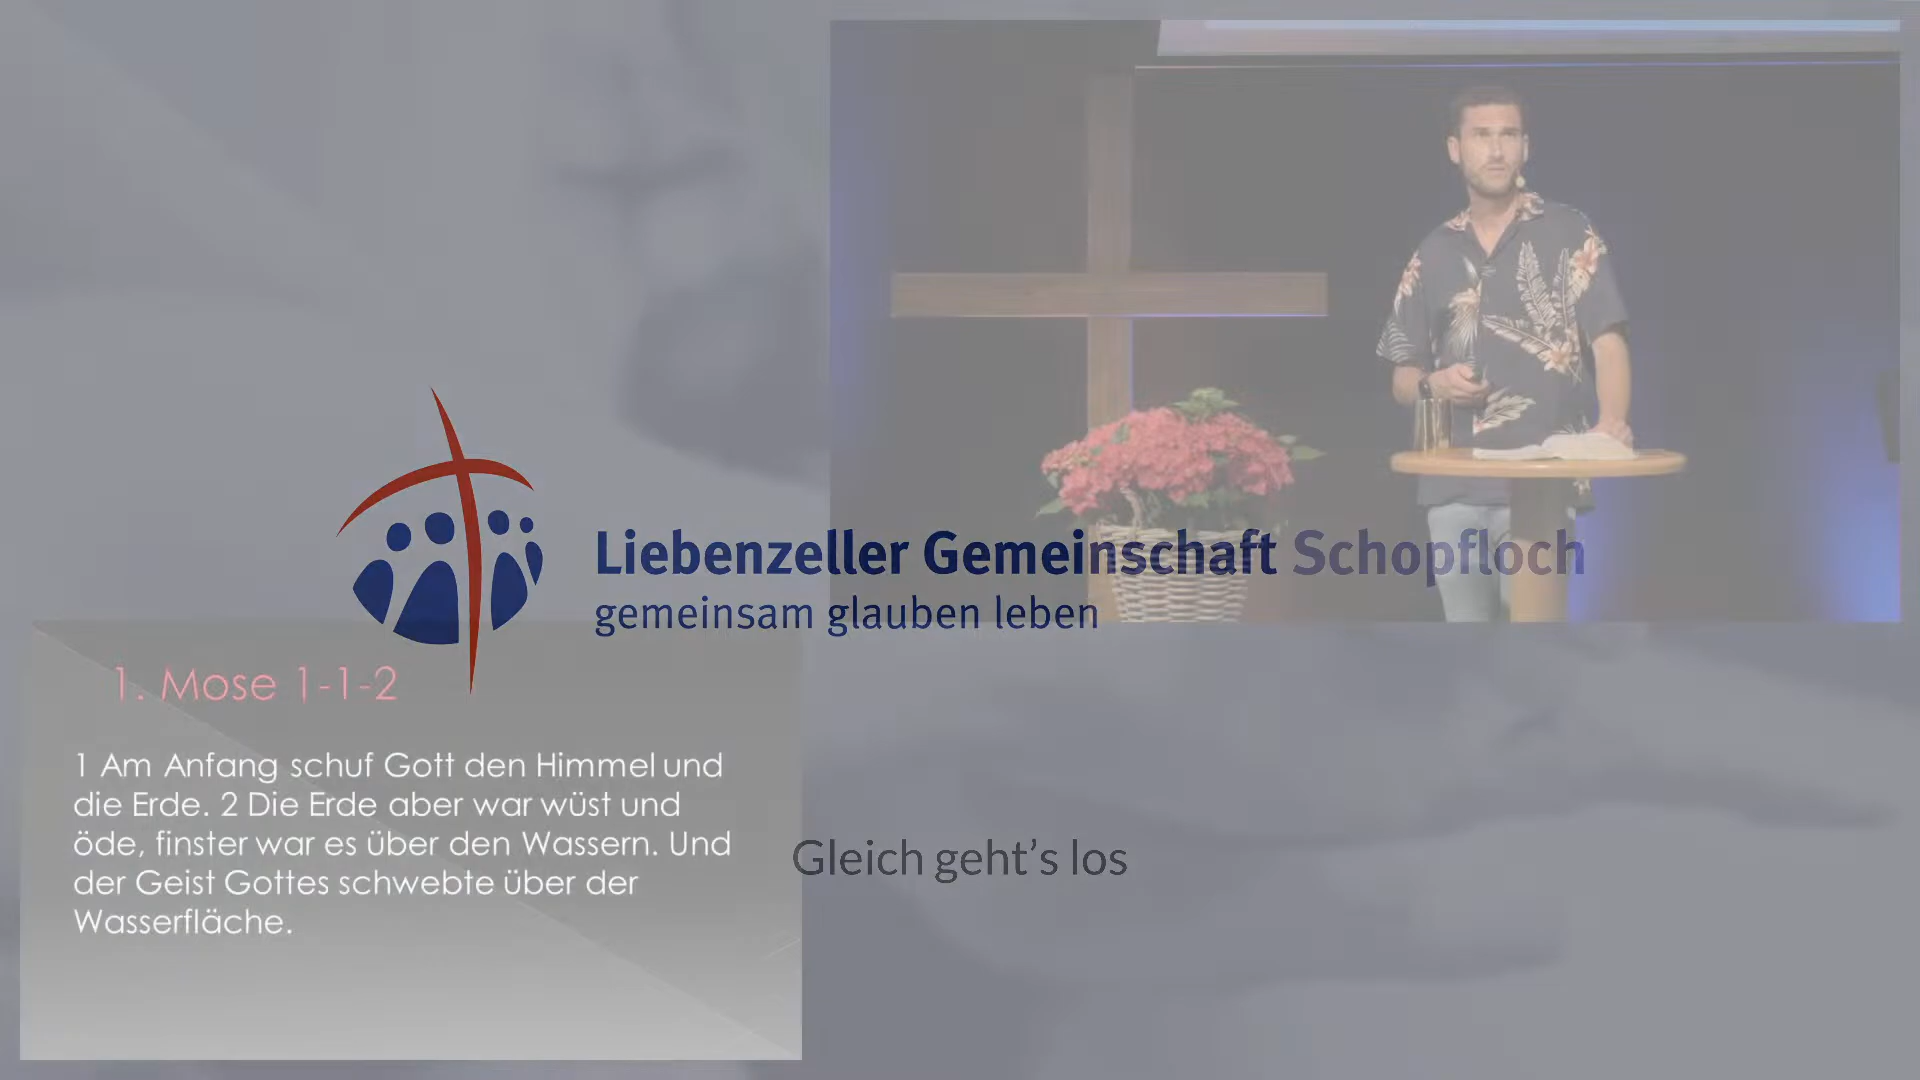 Liebenzeller Gemeinschaft Schopfloch
gemeinsam glauben leben
1. Mose 1-1-2
1 Am Anfang schuf Gott den Himmel und
die Erde. 2 Die Erde aber war wüst und
öde, finster war es über den Wassern. Und
der Geist Gottes schwebte über der
Wasserfläche.
Gleich geht's los